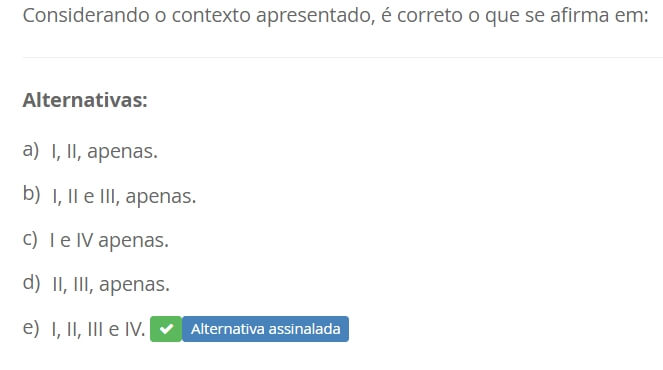 Considerando o contexto apresentado, é correto o que se afirma em:
Alternativas:
a) I, II, apenas.
b) I, II e III, apenas.
c) I e IV apenas.
d) II, III, apenas.
e) I, II, III e IV. Alternativa assinalada